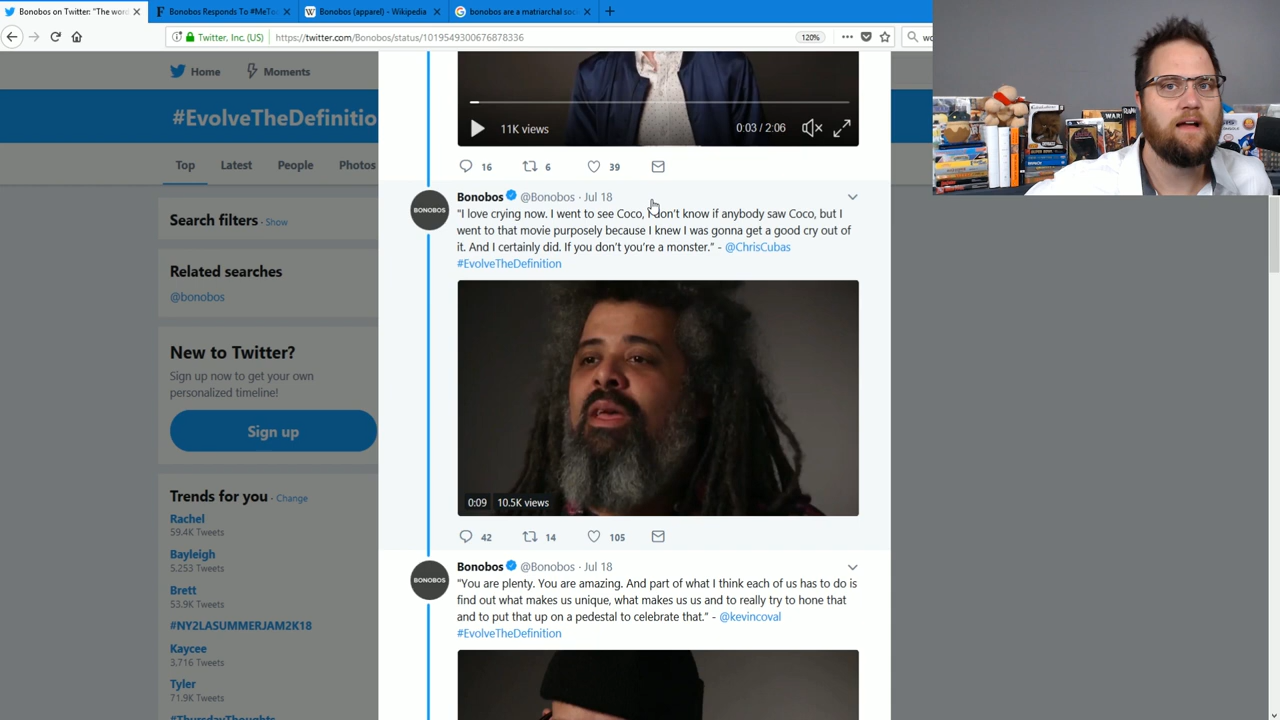 Bonobos on Twitter: "The word
Bonobos Responds To #MeToo
Bonobos (apparel) - Wikipedia
bonobos are a matriarchal soc
Twitter, Inc. (US)
https://twitter.com/Bonobos/status/1019549300676878336
120%
Home
Moments
#EvolveTheDefinitio
Top
Latest
People
Photos
Search filters · Show
Related searches
@bonobos
New to Twitter?
Sign up now to get your own
personalized timeline!
Sign up
Trends for you · Change
Rachel
59.4K Tweets
Bayleigh
5,253 Tweets
Brett
53.9K Tweets
#NY2LASUMMERJAM2K18
Kaycee
3,716 Tweets
Tyler
71.9K Tweets
#ThursdayThoughts
11K views
0:03 / 2:06
16
6
39
Bonobos @Bonobos · Jul 18
"I love crying now. I went to see Coco, I don't know if anybody saw Coco, but I
went to that movie purposely because I knew I was gonna get a good cry out of
it. And I certainly did. If you don't you're a monster." - @ChrisCubas
#EvolveTheDefinition
BONOBOS
0:09
10.5K views
42
14
105
Bonobos @Bonobos · Jul 18
"You are plenty. You are amazing. And part of what I think each of us has to do is
find out what makes us unique, what makes us us and to really try to hone that
and to put that up on a pedestal to celebrate that." - @kevincoval
#EvolveTheDefinition
BONOBOS
WAR!